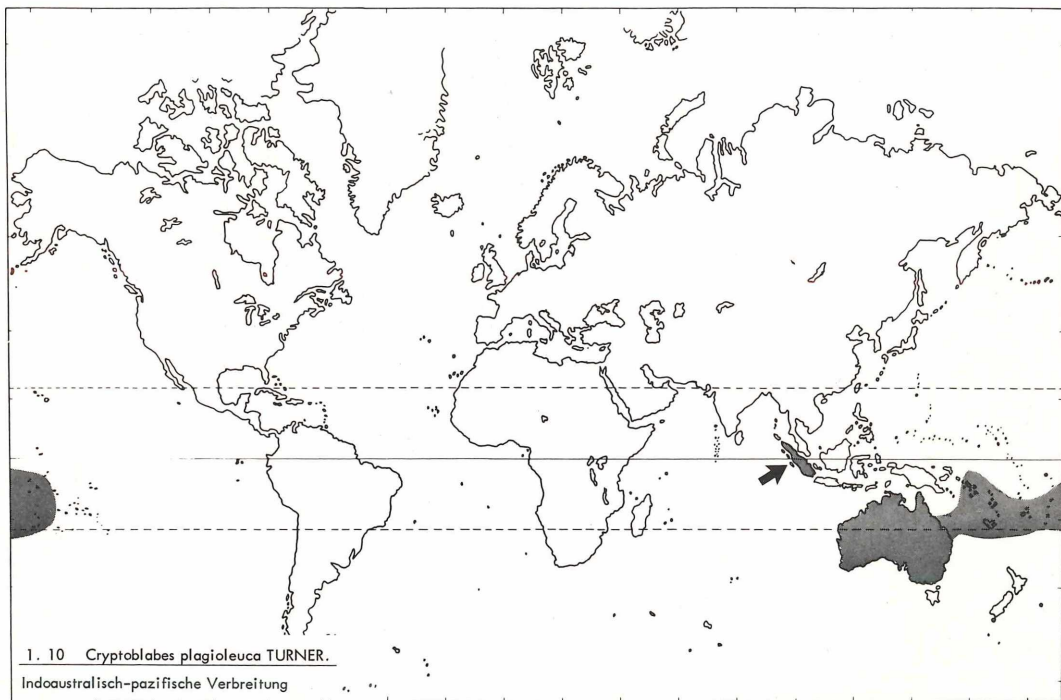 1. 10 Cryptoblabes plagioleuca TURNER.
Indoaustralisch-pazifische Verbreitung